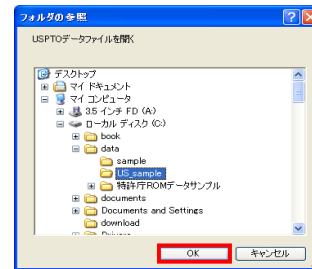 フォルダの参照
USPTOデータファイルを開く
デスクトップ
マイ ドキュメント
マイ コンピュータ
3.5 インチ FD (A:)
ローカル ディスク (C:)
book
data
sample
US_sample
特許庁ROMデータサンプル
documents
Documents and Settings
download
OK
キャンセル